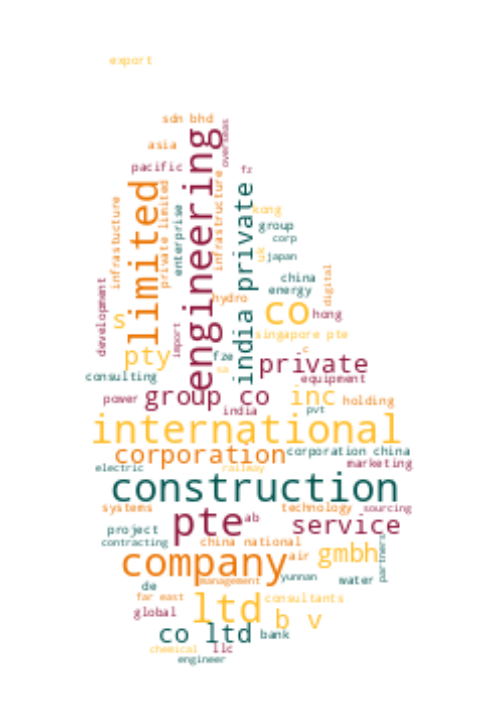 export
sdn bhd
overseas
engineering
asia
pacific
fz
limited
private limited
infrastructure
india private
enterprise
infrastucture
kong
group
corp
uk
japan
china
energy
digital
hydro
development
co
hong
s
import
singapore pte
pty
fze
c
private
sa
consulting
equipment
power
group co
inc
holding
india
pvt
international
corporation
corporation china
marketing
electric
railway
construction
systems
technology
sourcing
pte
ab
service
project
contracting
china national
partners
company
air
gmbh
management
yunnan
water
de
far east
consultants
global
ltd
b v
co ltd
bank
chemical
llc
engineer